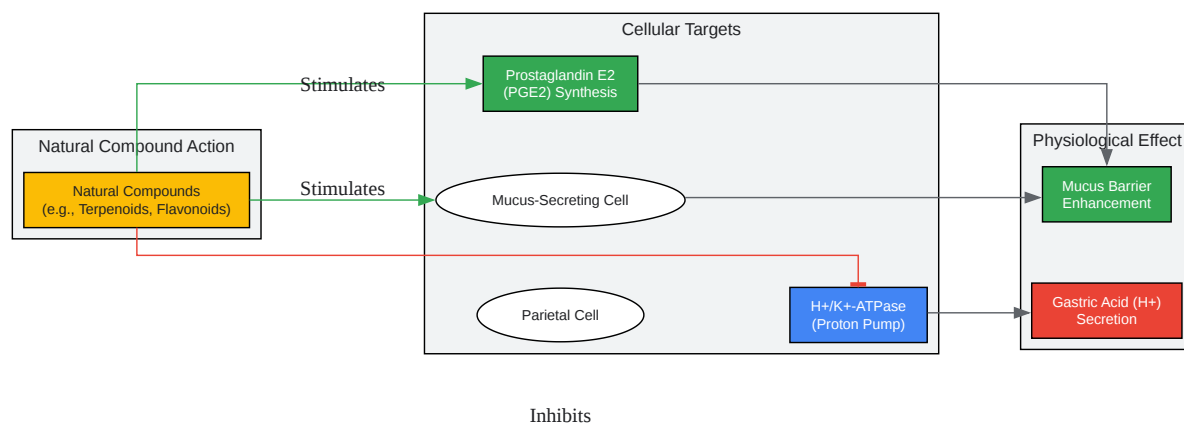 Cellular Targets
Prostaglandin E2
(PGE2) Synthesis
Stimulates
Natural Compound Action
Physiological Effect
Natural Compounds
(e.g., Terpenoids, Flavonoids)
Stimulates
Mucus-Secreting Cell
Mucus Barrier
Enhancement
Parietal Cell
H+/K+-ATPase
(Proton Pump)
Gastric Acid (H+)
Secretion
Inhibits